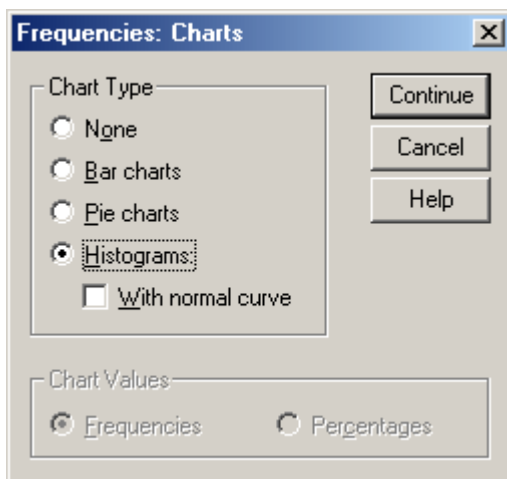 Frequencies: Charts
Chart Type
None
Bar charts
Pie charts
Histograms:
With normal curve
Continue
Cancel
Help
Chart Values
Frequencies
Percentages